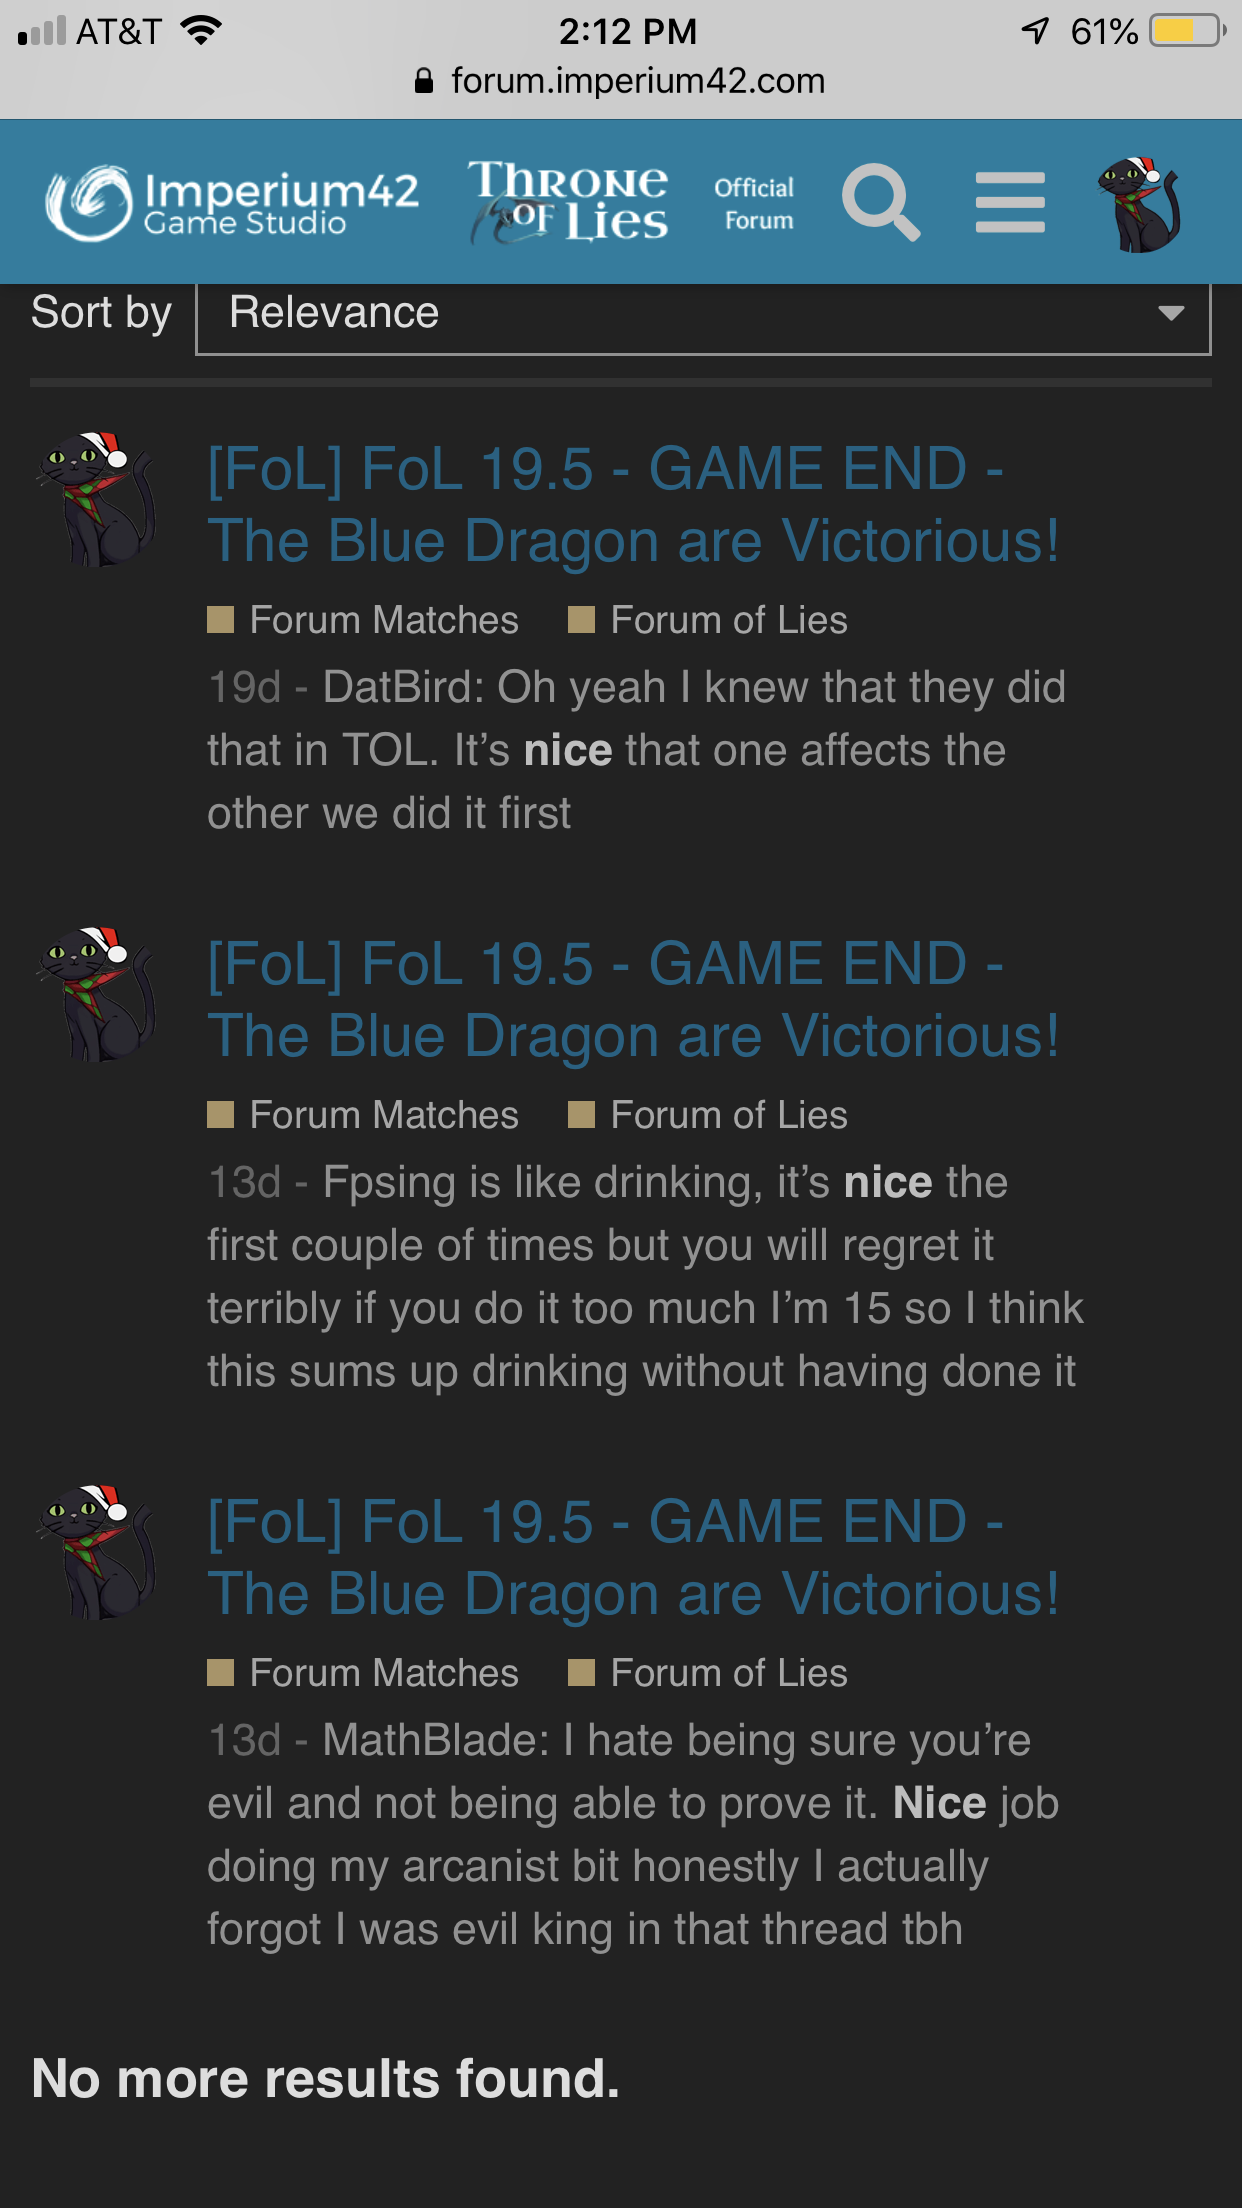 AT&T 2:12 PM 61%
forum.imperium42.com
Imperium42
Game Studio
THRONE
OF LIES
Official
Forum
Sort by Relevance
[FoL] FoL 19.5 - GAME END -
The Blue Dragon are Victorious!
Forum Matches Forum of Lies
19d - DatBird: Oh yeah I knew that they did
that in TOL. It’s nice that one affects the
other we did it first
[FoL] FoL 19.5 - GAME END -
The Blue Dragon are Victorious!
Forum Matches Forum of Lies
13d - Fpsing is like drinking, it’s nice the
first couple of times but you will regret it
terribly if you do it too much I’m 15 so I think
this sums up drinking without having done it
[FoL] FoL 19.5 - GAME END -
The Blue Dragon are Victorious!
Forum Matches Forum of Lies
13d - MathBlade: I hate being sure you’re
evil and not being able to prove it. Nice job
doing my arcanist bit honestly I actually
forgot I was evil king in that thread tbh
No more results found.